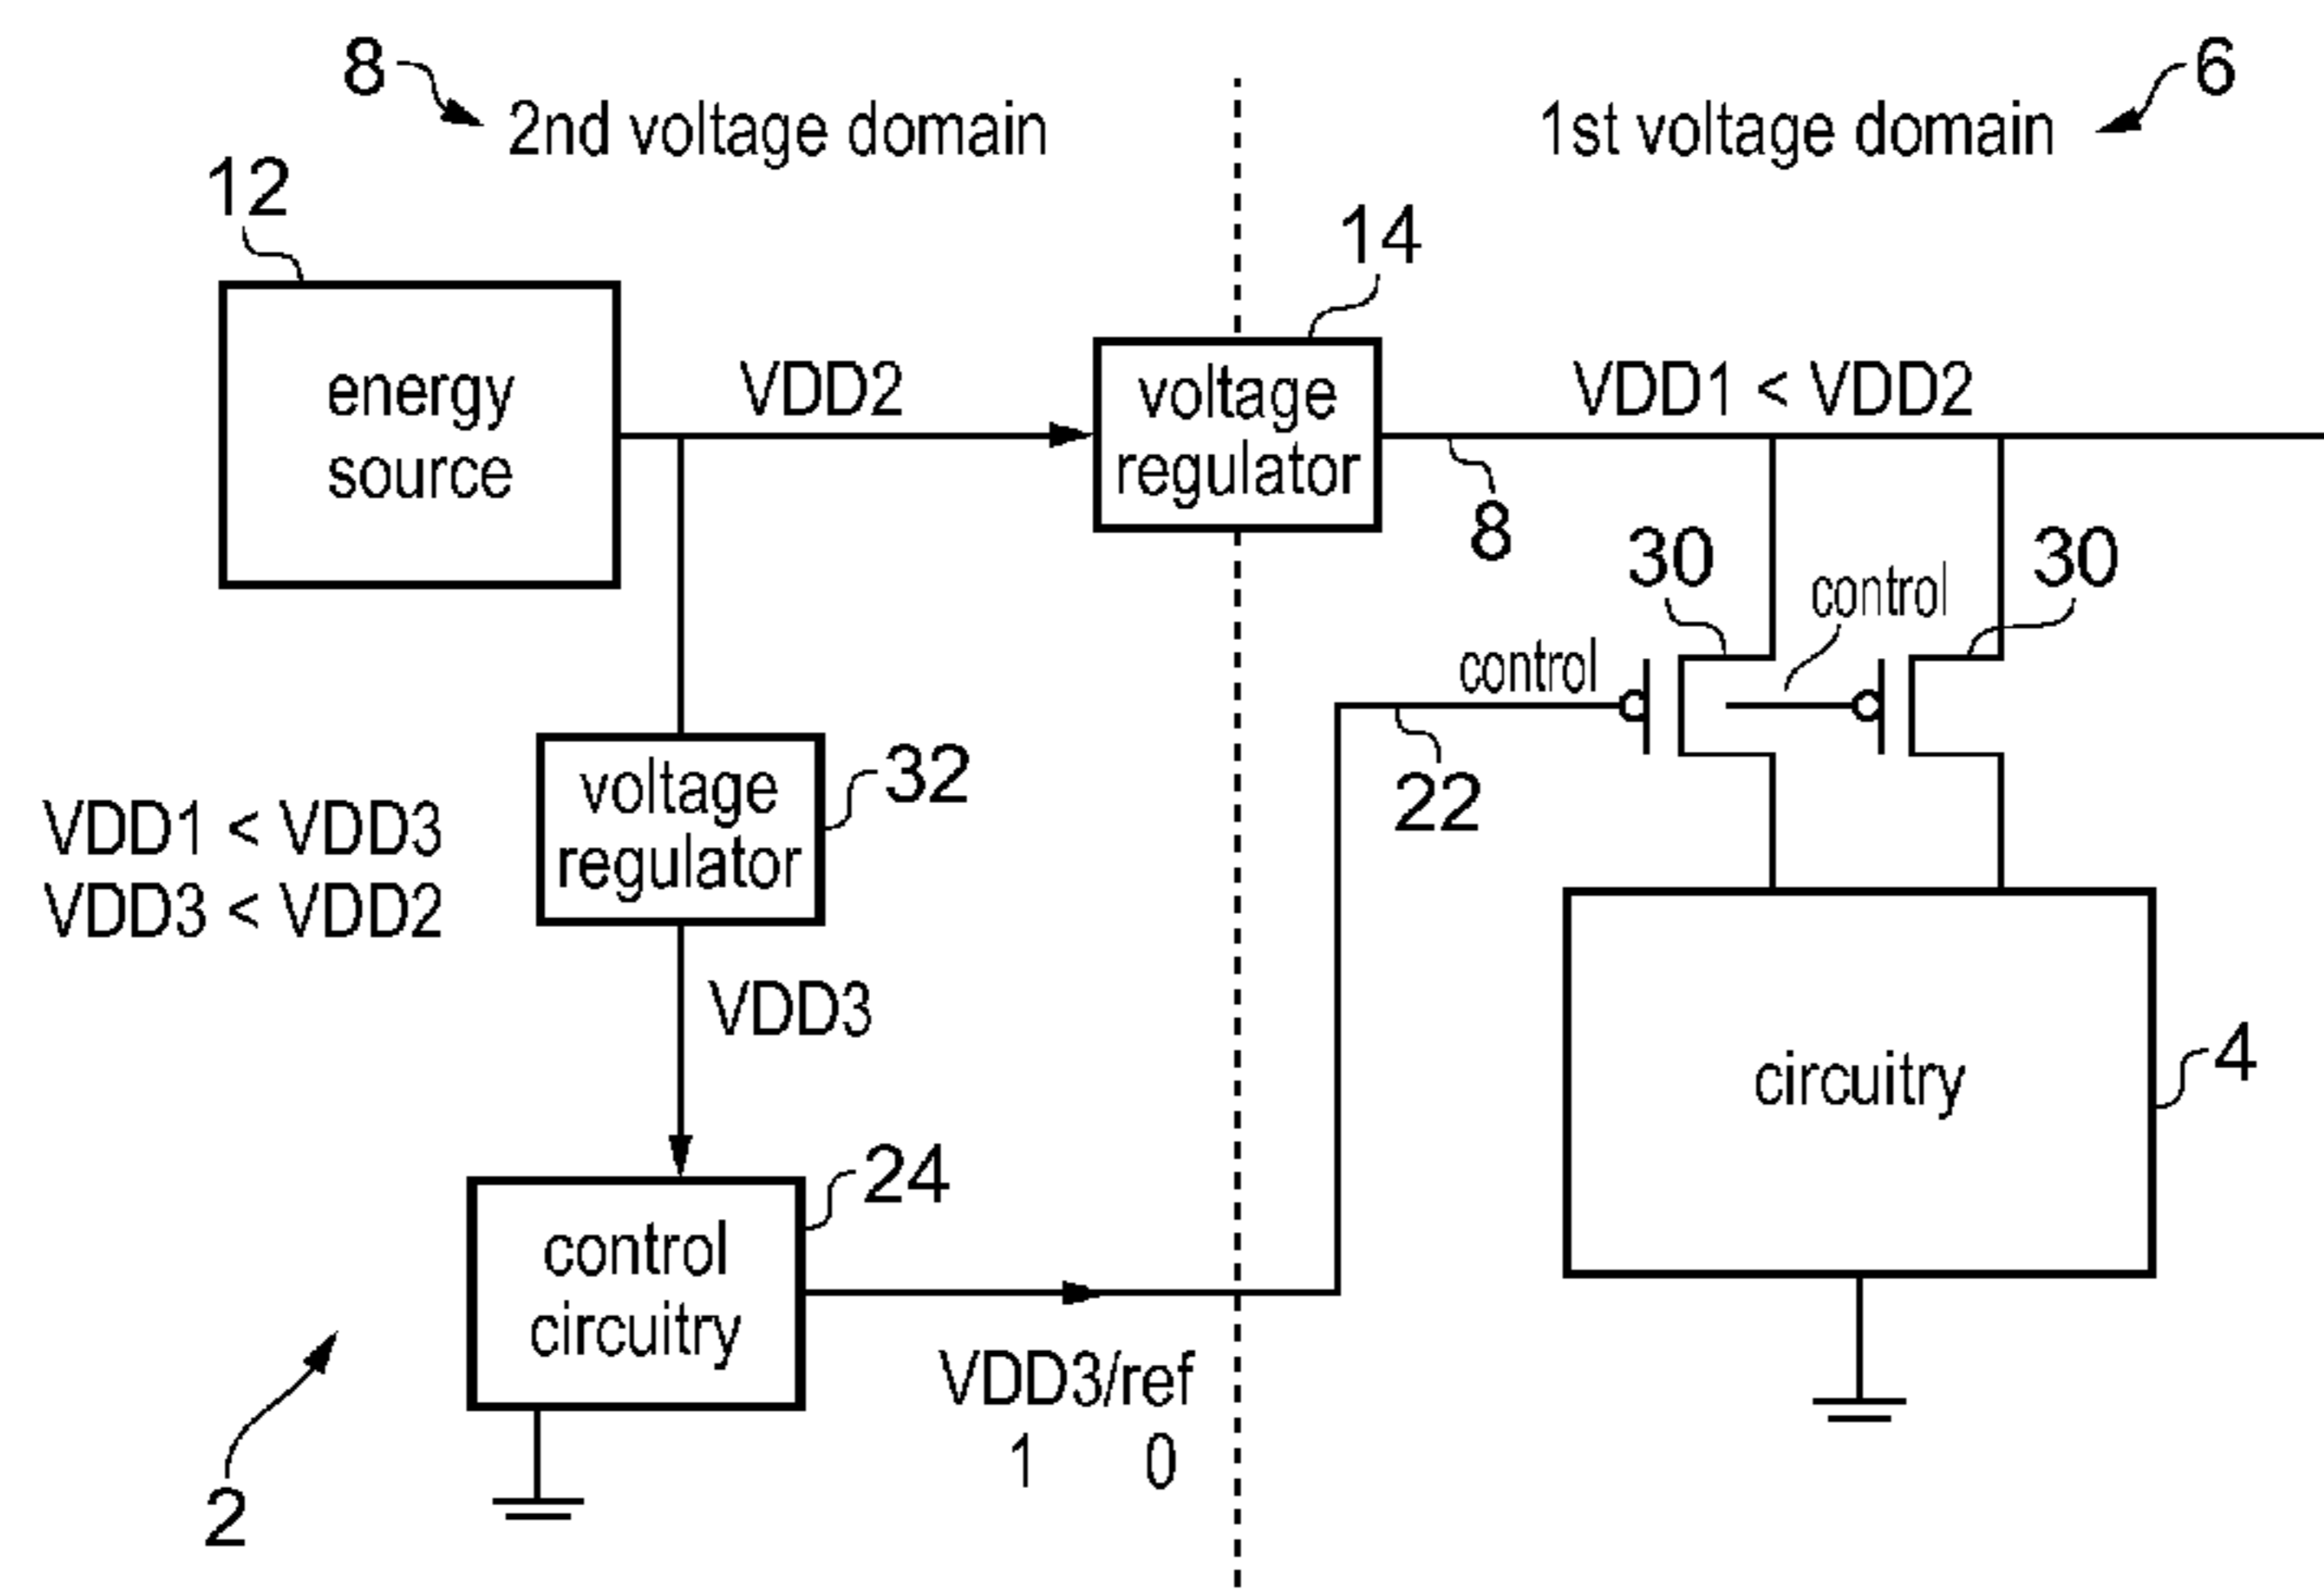 8
2nd voltage domain
1st voltage domain
6
12
14
energy
source
VDD2
voltage
regulator
VDD1 < VDD2
8
30
control
30
control
22
voltage
regulator
32
VDD1 < VDD3
VDD3 < VDD2
VDD3
circuitry
4
24
control
circuitry
VDD3/ref
1 0
2